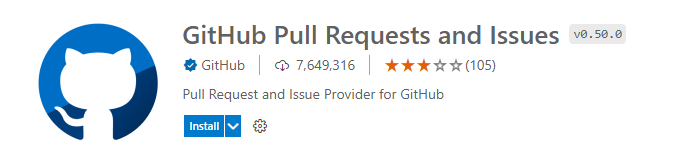 GitHub Pull Requests and Issues v0.50.0
GitHub 7,649,316 (105)
Pull Request and Issue Provider for GitHub
Install